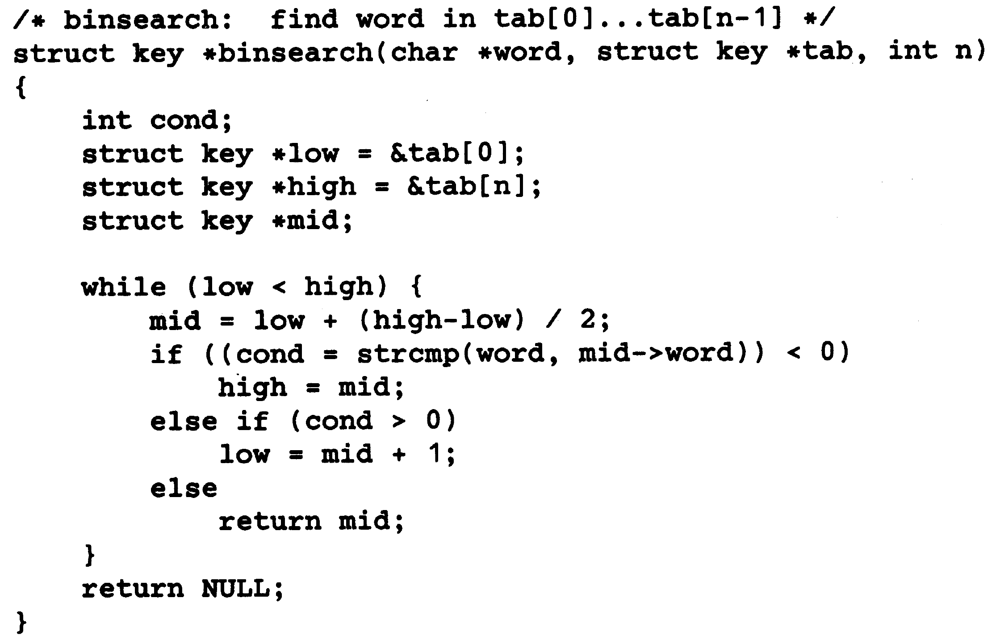 /* binsearch:  find word in tab[0]...tab[n-1] */
struct key *binsearch(char *word, struct key *tab, int n)
{
    int cond;
    struct key *low = &tab[0];
    struct key *high = &tab[n];
    struct key *mid;

    while (low < high) {
        mid = low + (high-low) / 2;
        if ((cond = strcmp(word, mid->word)) < 0)
            high = mid;
        else if (cond > 0)
            low = mid + 1;
        else
            return mid;
    }
    return NULL;
}